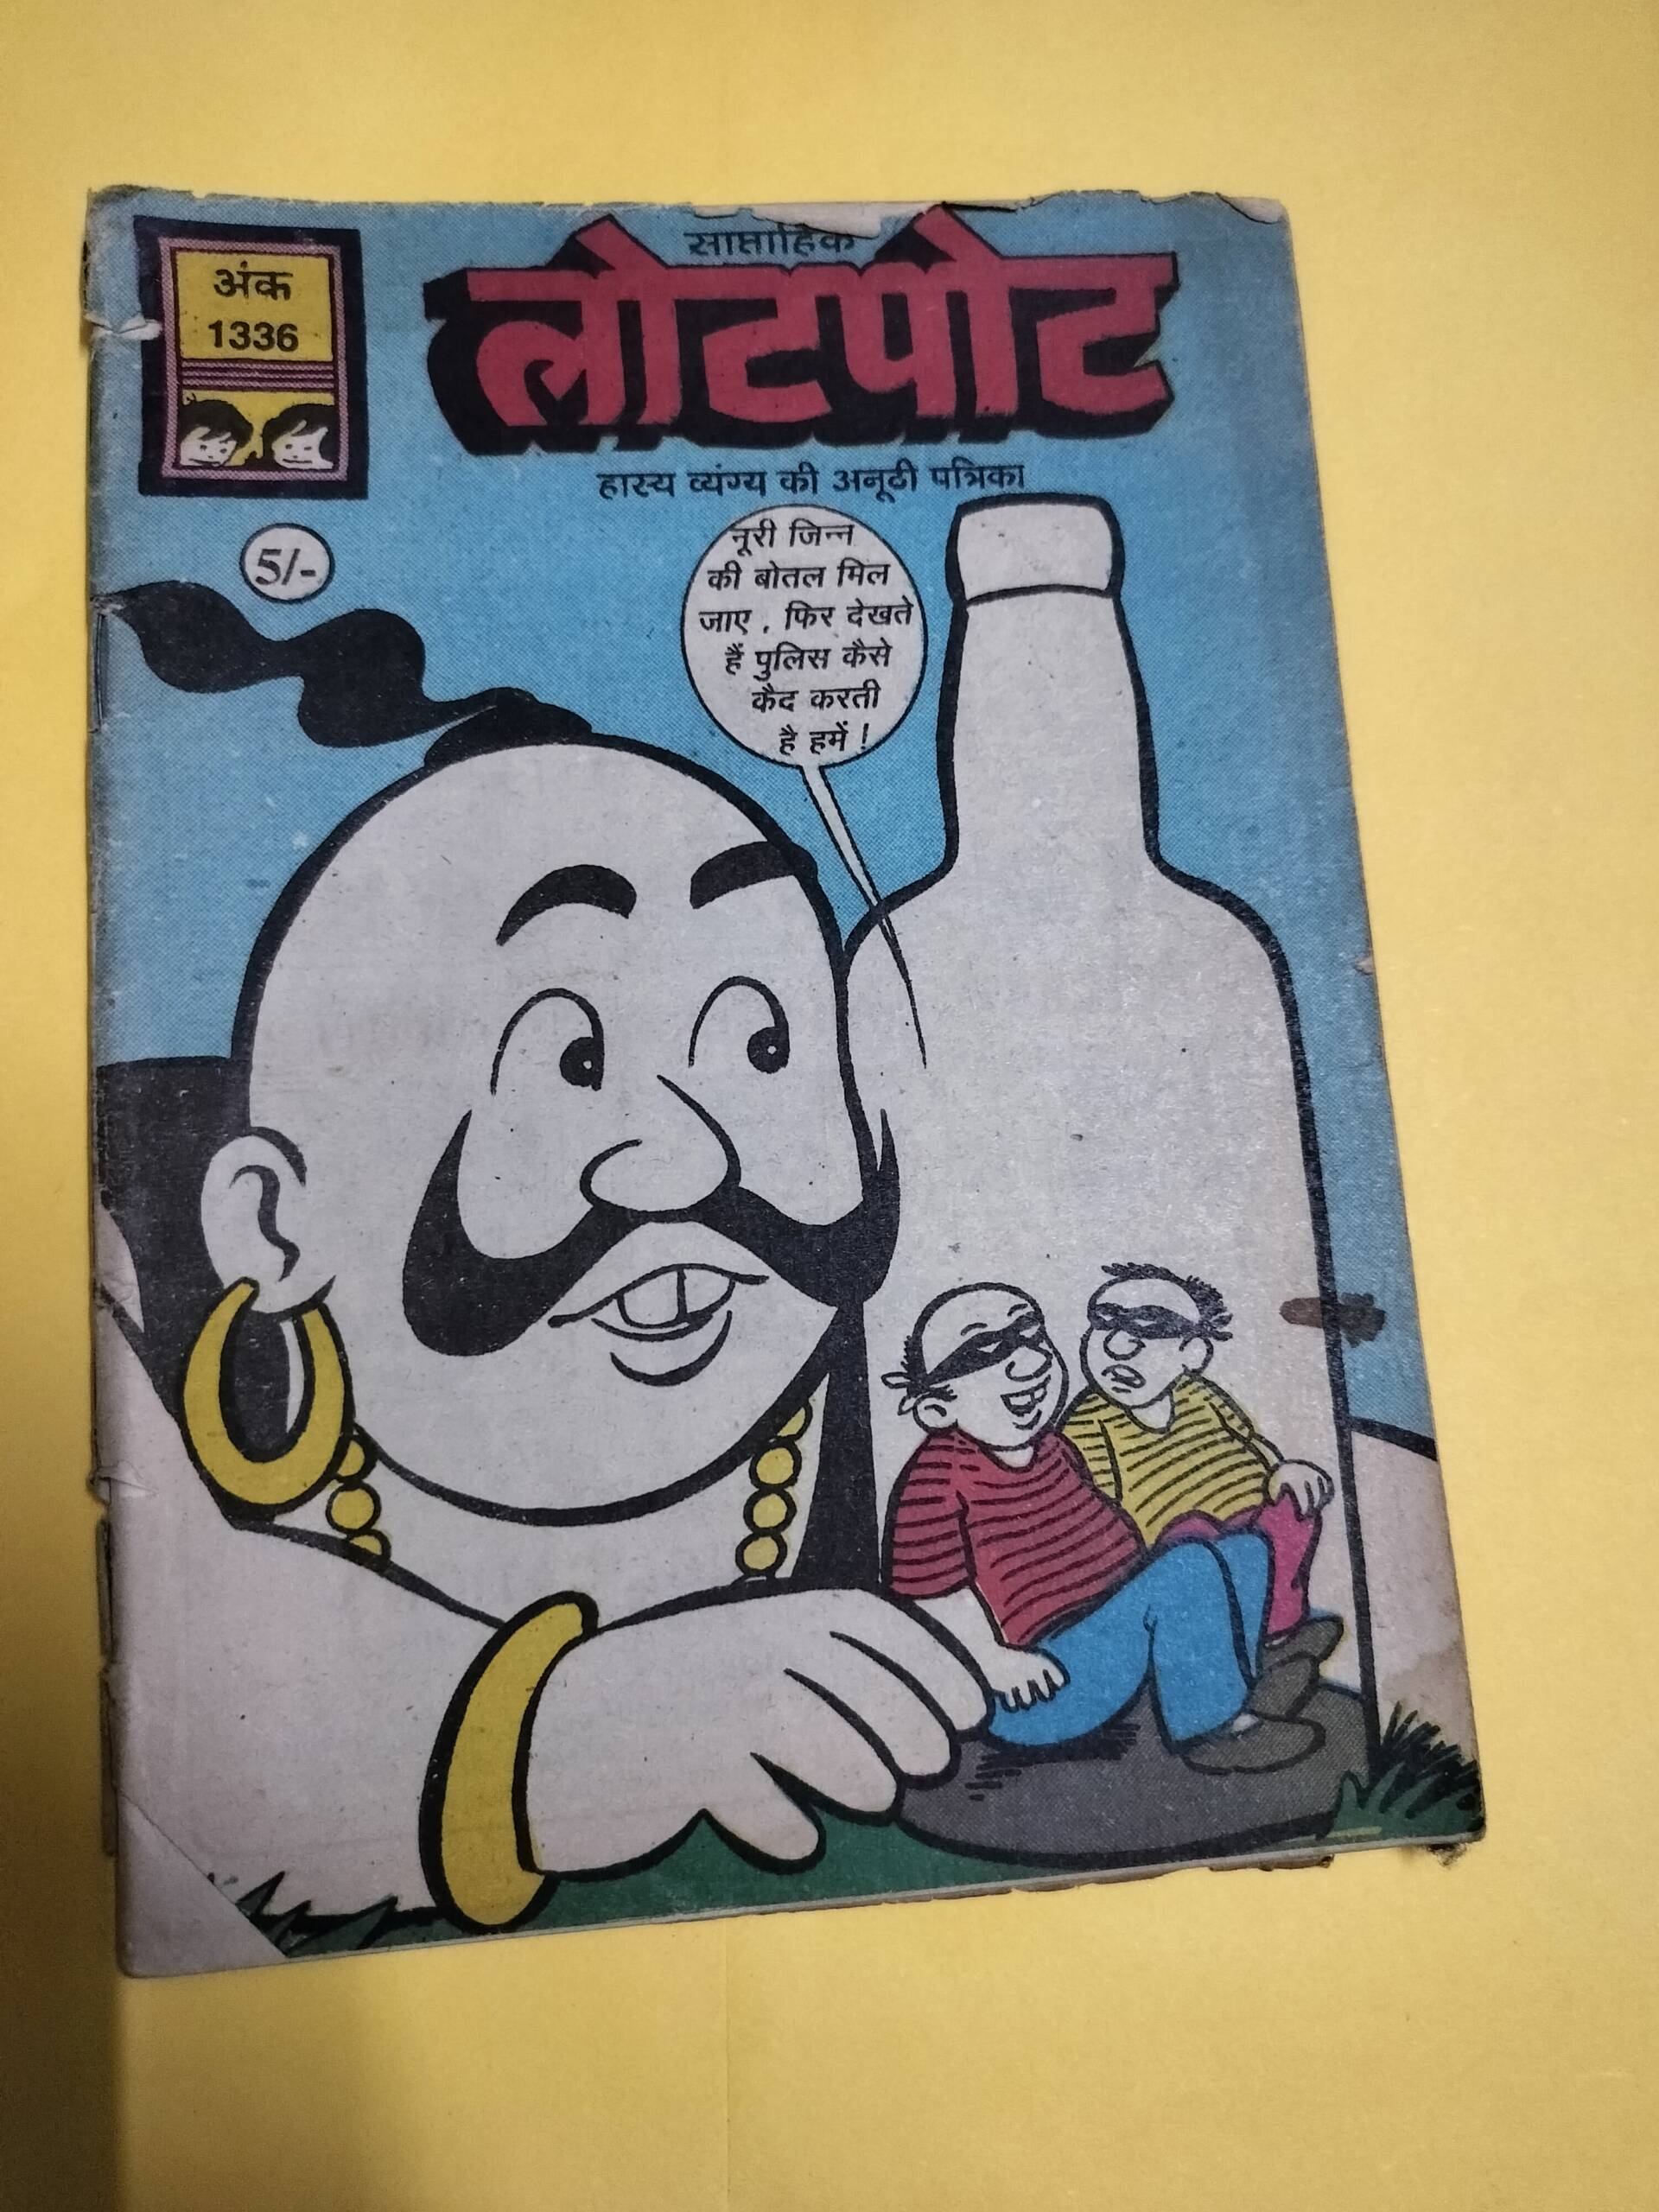 अंक
1336
साप्ताहिक
लोटपोट
हास्य व्यंग्य की अनूठी पत्रिका
5/-
नूरी जिन्न
की बोतल मिल
जाए , फिर देखते
हैं पुलिस कैसे
कैद करती
है हमें !